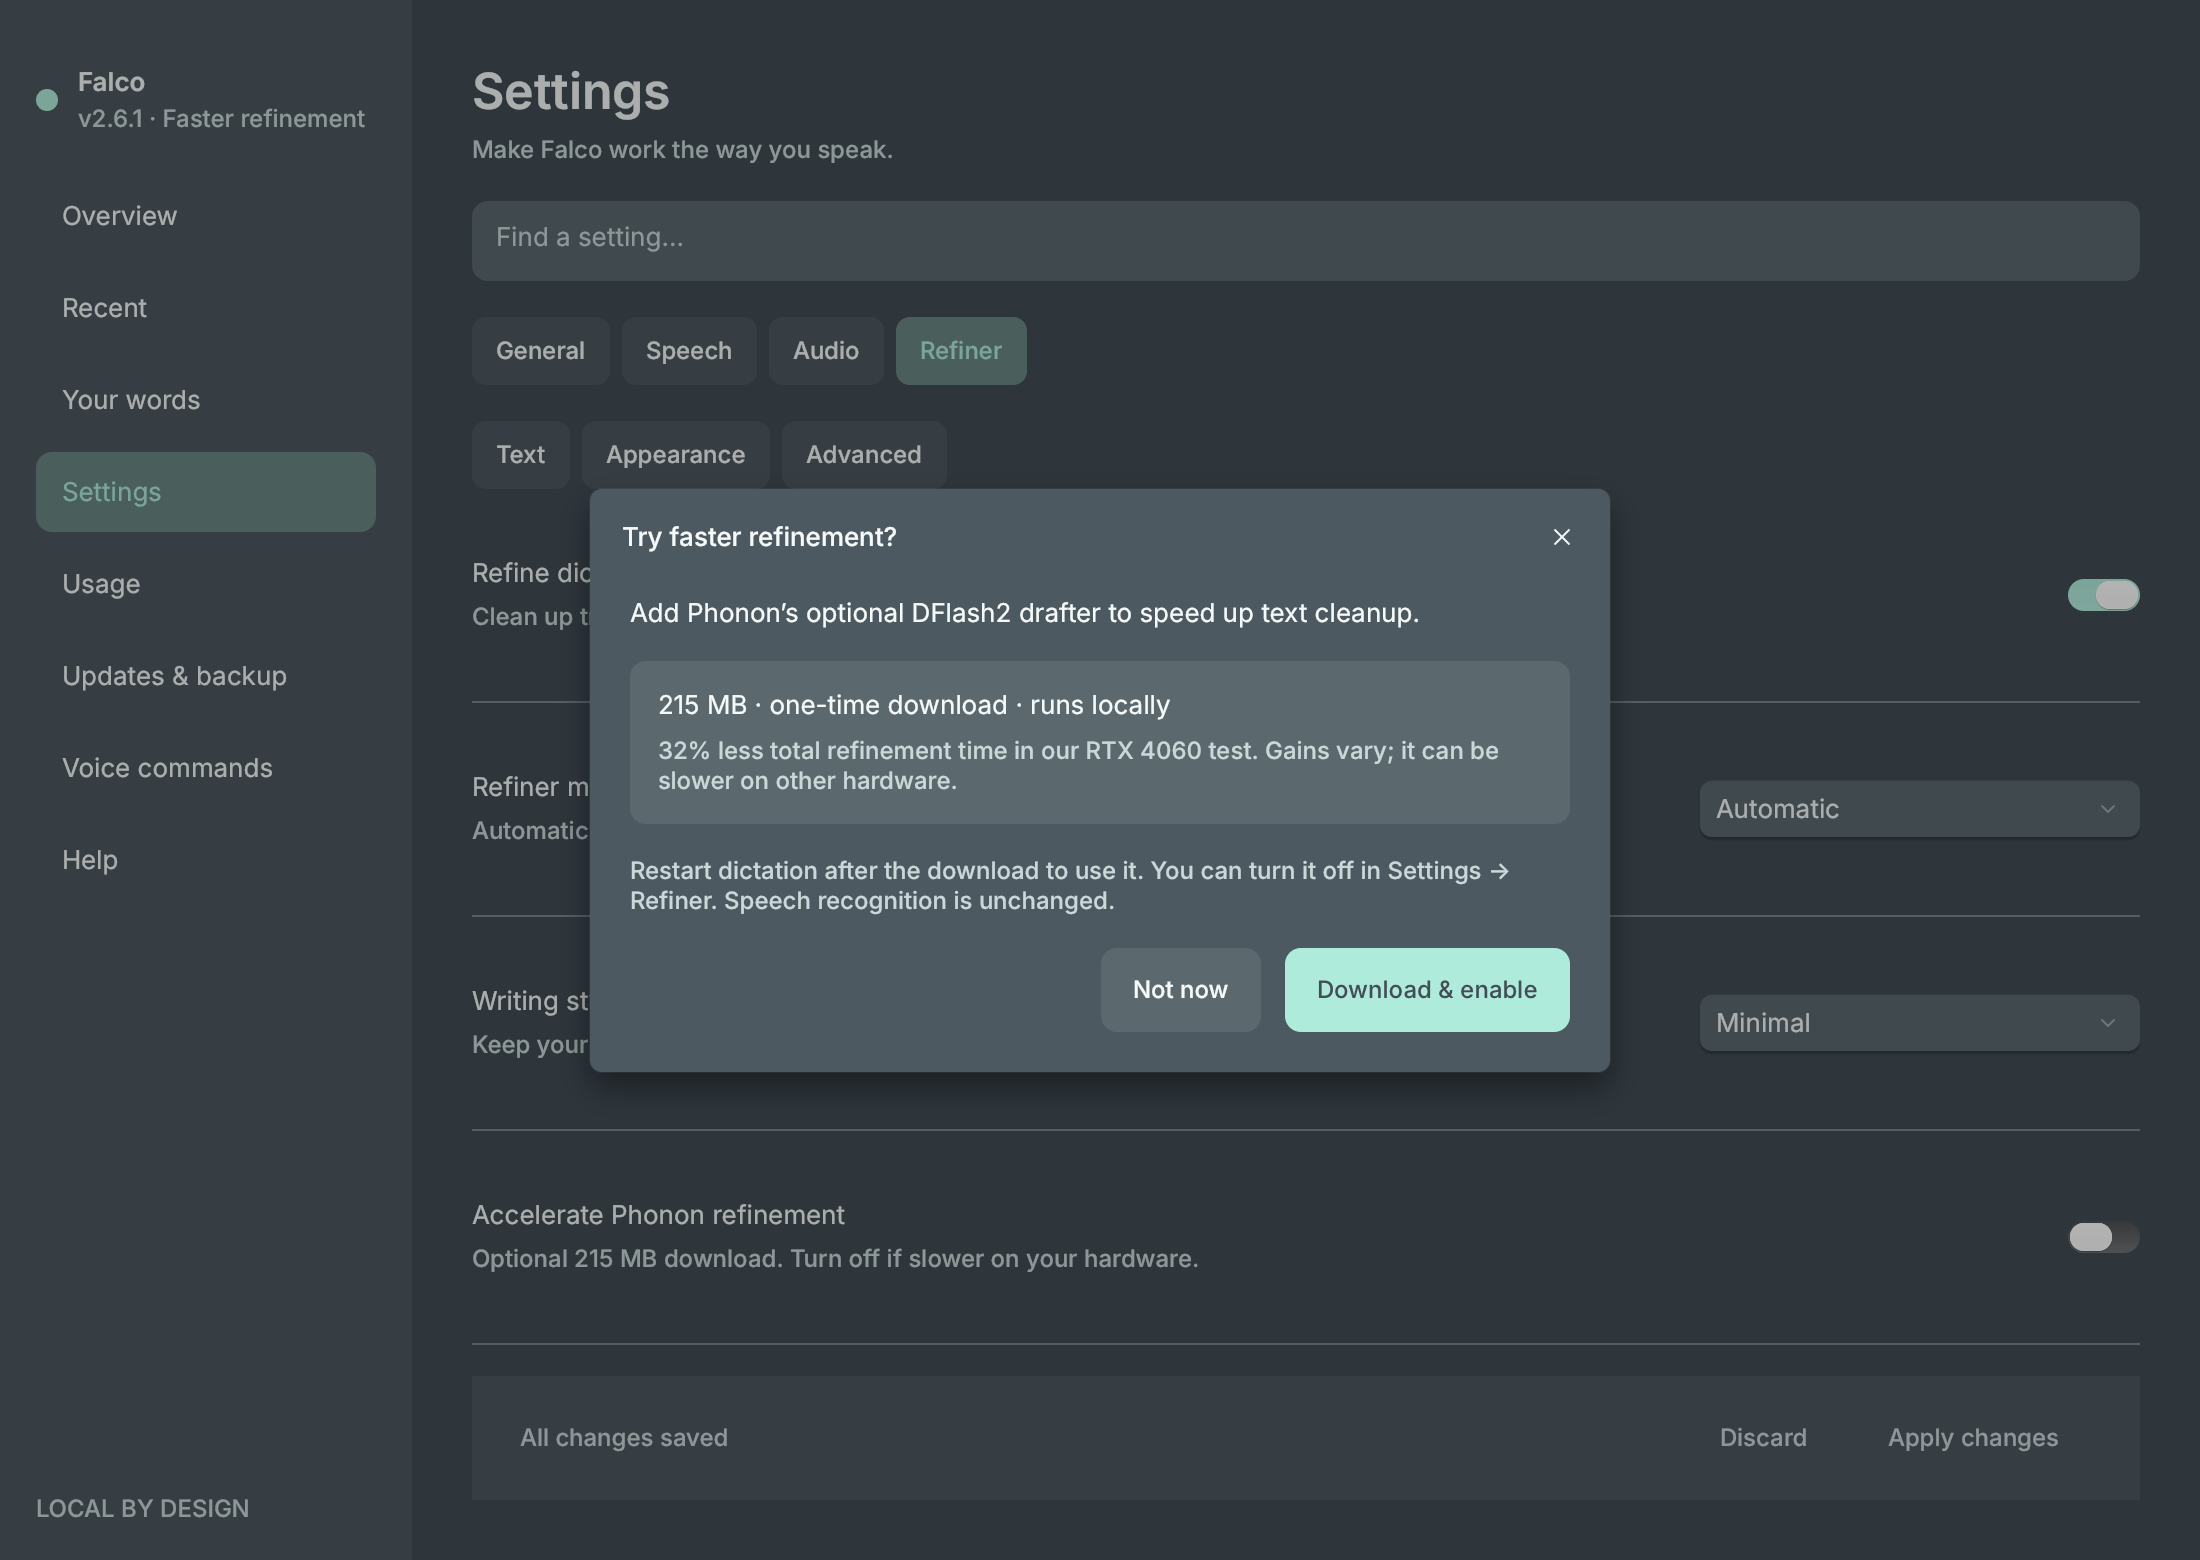 Falco
v2.6.1 · Faster refinement
Overview
Recent
Your words
Settings
Usage
Updates & backup
Voice commands
Help
LOCAL BY DESIGN
Settings
Make Falco work the way you speak.
Find a setting...
General Speech Audio Refiner
Text Appearance Advanced
Refine
Clean up
Refiner
Automatic
Automatic
Writing
Keep your
Minimal
Try faster refinement?
Add Phonon’s optional DFlash2 drafter to speed up text cleanup.
215 MB · one-time download · runs locally
32% less total refinement time in our RTX 4060 test. Gains vary; it can be
slower on other hardware.
Restart dictation after the download to use it. You can turn it off in Settings →
Refiner. Speech recognition is unchanged.
Not now Download & enable
Accelerate Phonon refinement
Optional 215 MB download. Turn off if slower on your hardware.
All changes saved Discard Apply changes